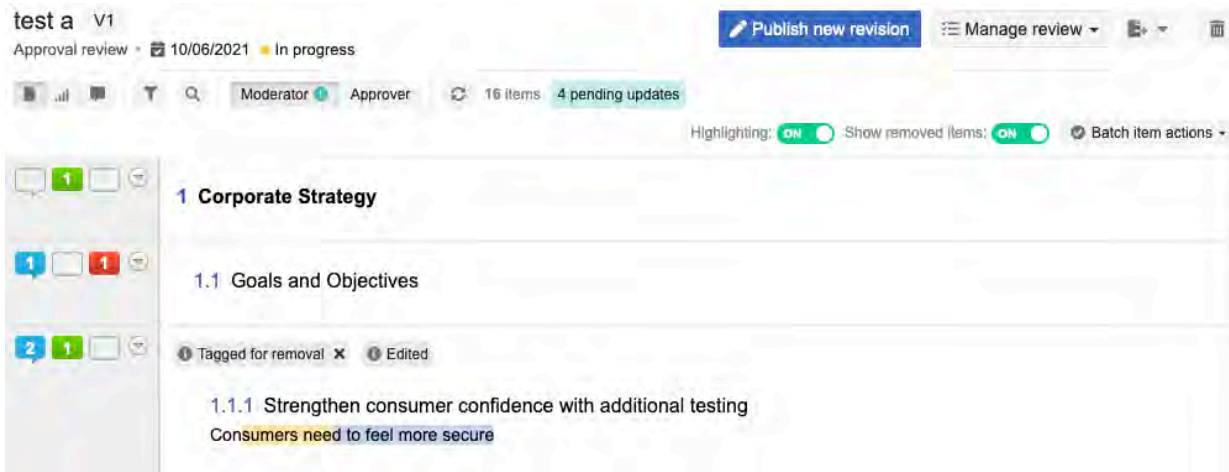 test a V1
Publish new revision
Manage review
Approval review • 10/06/2021 In progress
Moderator Approver 16 items 4 pending updates
Highlighting: ON Show removed items: ON Batch item actions
1
1 Corporate Strategy
1 1
1.1 Goals and Objectives
2 1
Tagged for removal Edited
1.1.1 Strengthen consumer confidence with additional testing
Consumers need to feel more secure